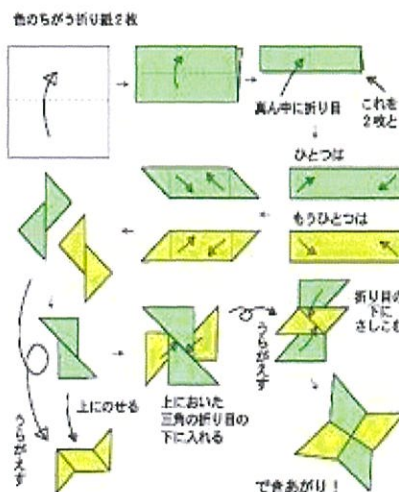 色のちがう折り紙2枚
真ん中に折り目
これを
2枚と
ひとつは
もうひとつは
折り目の
下に
さしこむ
うらがえす
上にのせる
上においた
三角の折り目の
下に入れる
うらがえす
できあがり！